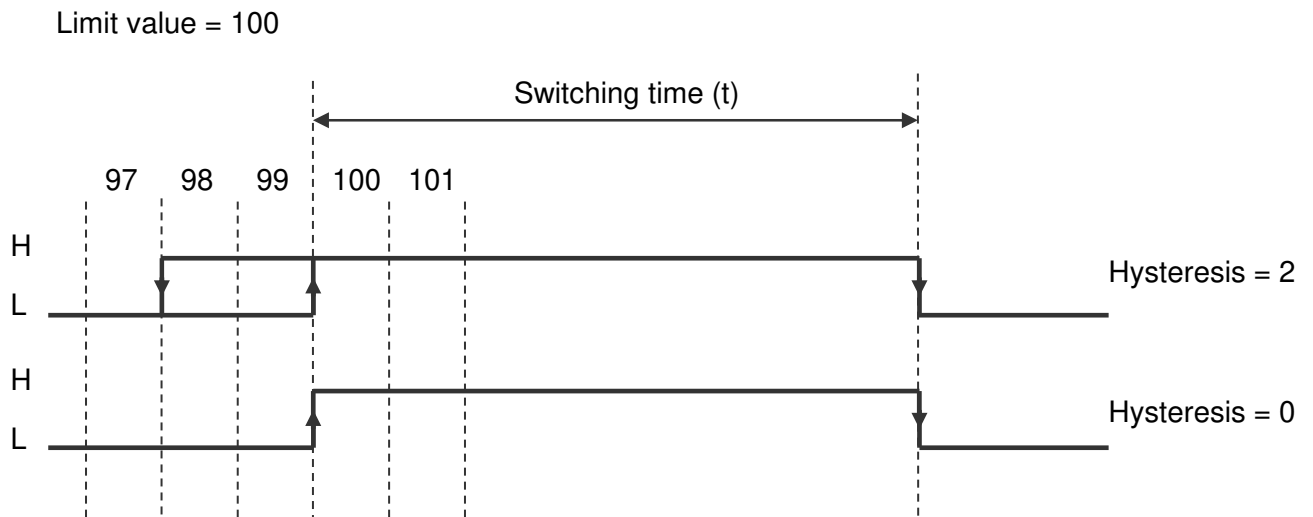 Limit value = 100
Switching time (t)
97 98 99 100 101
H
Hysteresis = 2
L
H
Hysteresis = 0
L